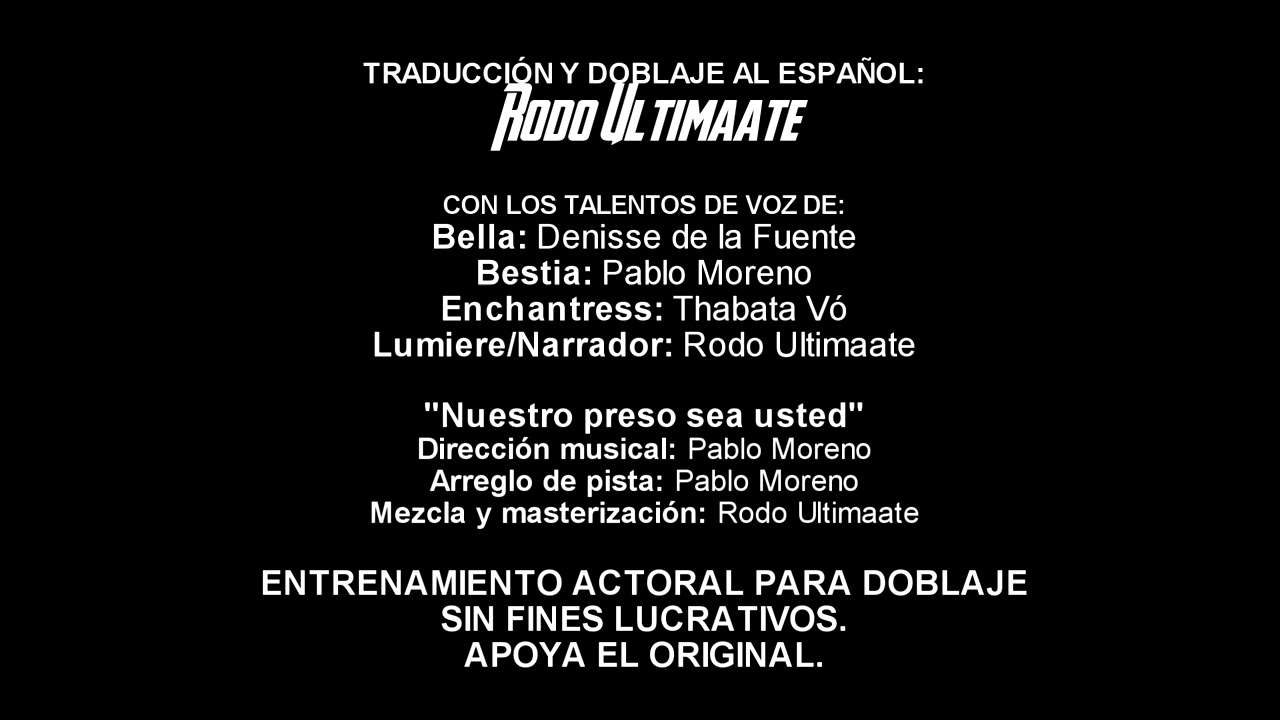 TRADUCCIÓN Y DOBLAJE AL ESPAÑOL:
RODO ULTIMAATE
CON LOS TALENTOS DE VOZ DE:
Bella: Denisse de la Fuente
Bestia: Pablo Moreno
Enchantress: Thabata Vó
Lumiere/Narrador: Rodo Ultimaate
"Nuestro preso sea usted"
Dirección musical: Pablo Moreno
Arreglo de pista: Pablo Moreno
Mezcla y masterización: Rodo Ultimaate
ENTRENAMIENTO ACTORAL PARA DOBLAJE
SIN FINES LUCRATIVOS.
APOYA EL ORIGINAL.